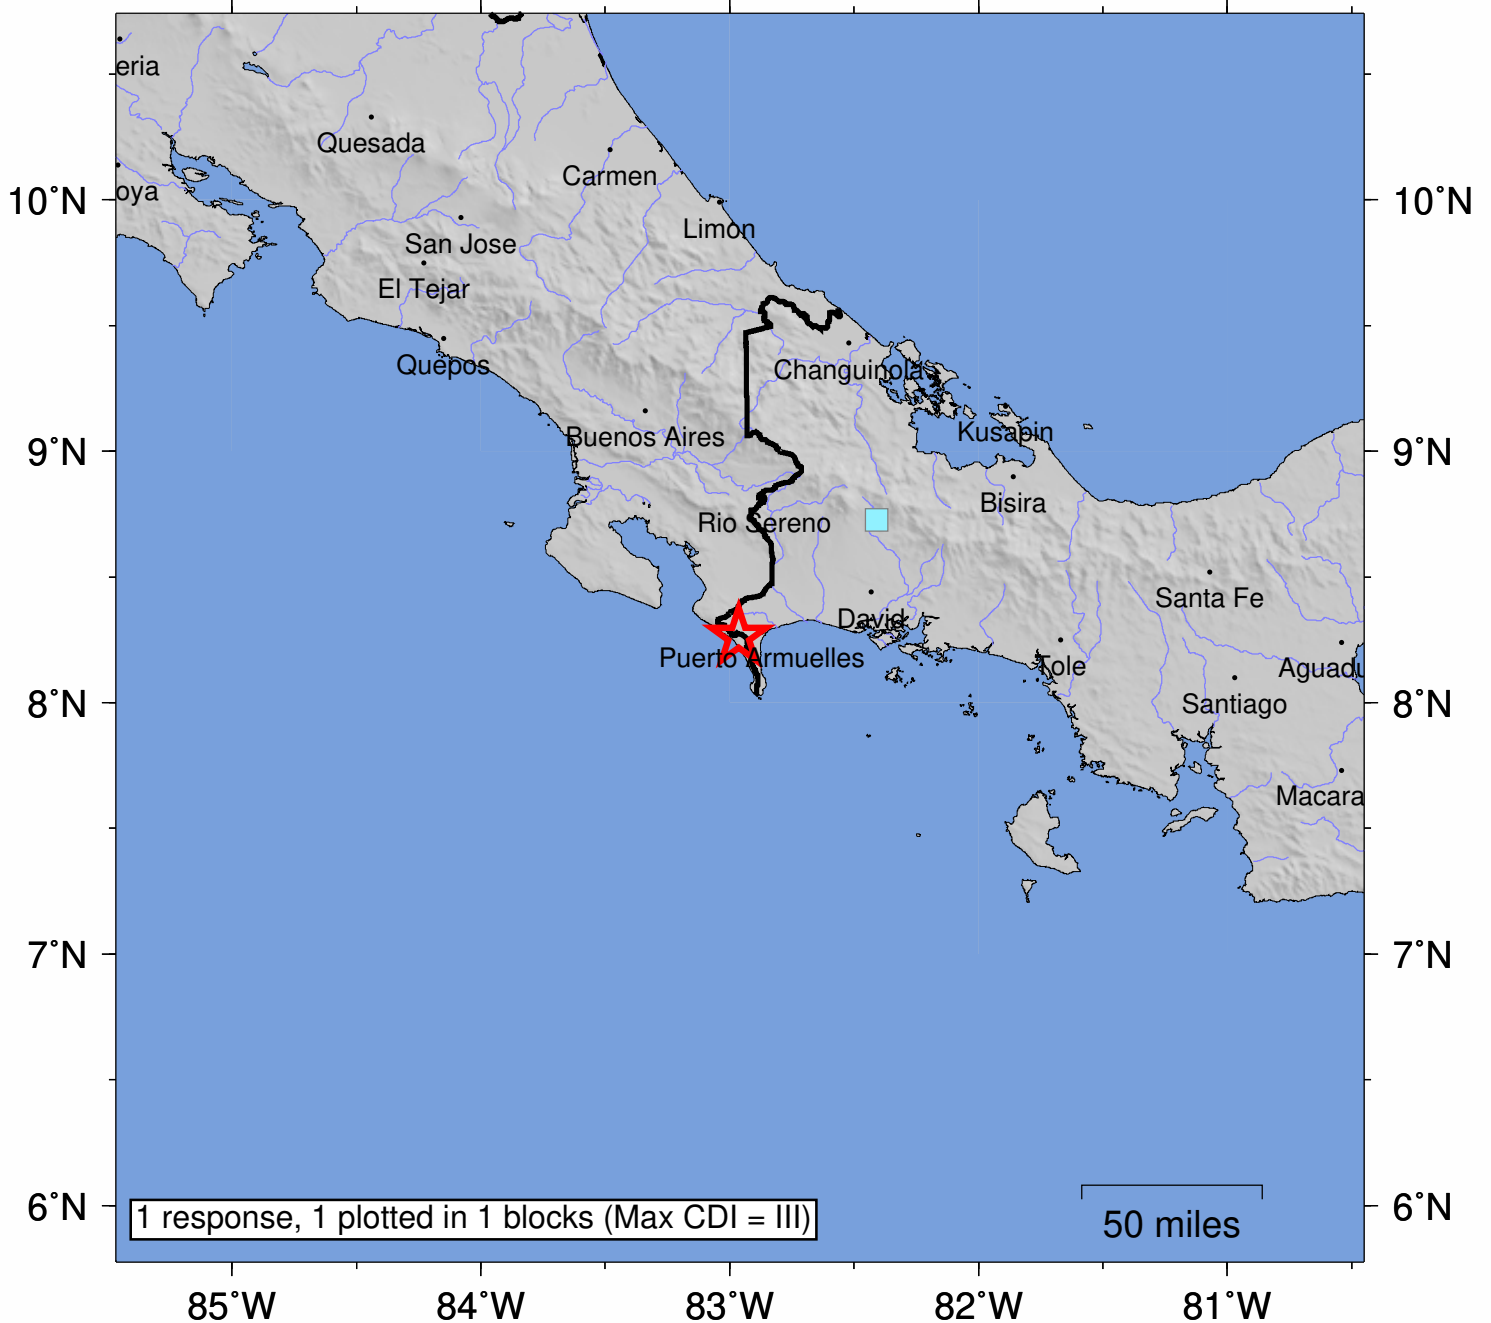 eria
Quesada
Carmen
oya
10°N
10°N
Limon
San Jose
El Tejar
Quepos
Changuinola
Kusapin
Buenos Aires
9°N
9°N
Bisira
Rio Sereno
Santa Fe
David
Puerto Armuelles
Tole
Aguadu
8°N
8°N
Santiago
Macara
7°N
7°N
6°N
6°N
1 response, 1 plotted in 1 blocks (Max CDI = III)
50 miles
85°W
84°W
83°W
82°W
81°W